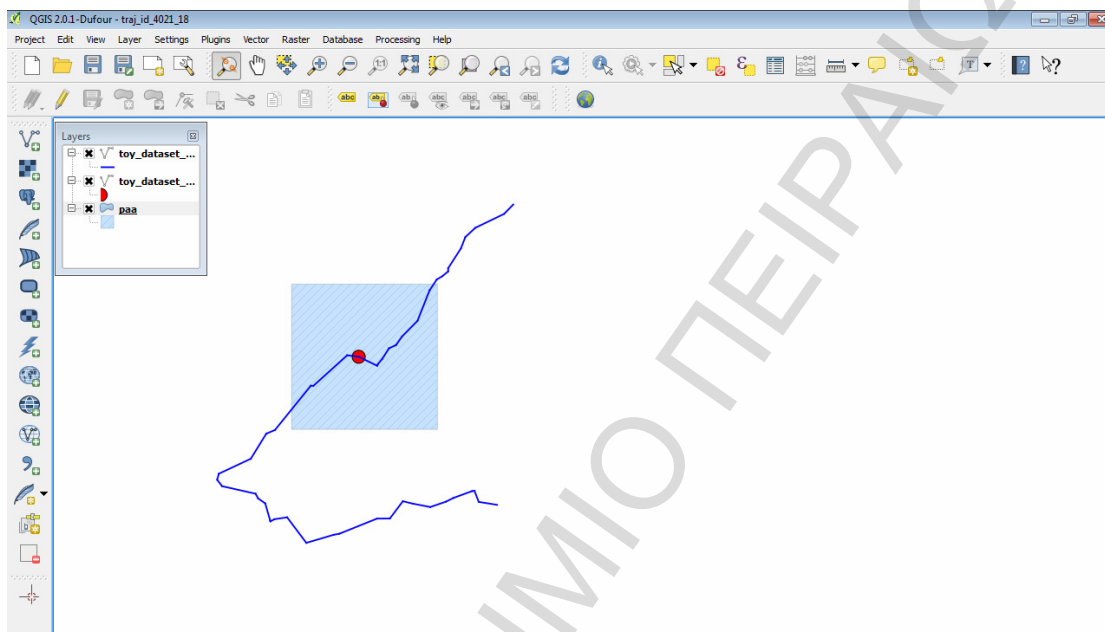 QGIS 2.0.1-Dufour - traj_id_4021_18
Project Edit View Layer Settings Plugins Vector Raster Database Processing Help
Layers
toy_dataset_...
toy_dataset_...
paa
ΜΙΟ ΠΕΙΡΑΙΩ